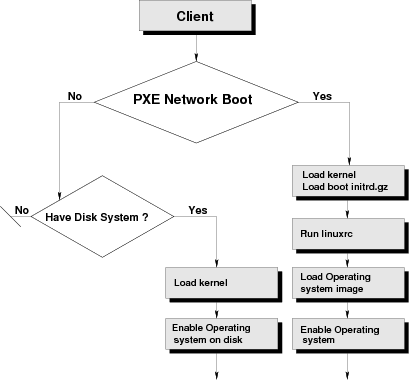 Client
No
PXE Network Boot
Yes
Load kernel
Load boot initrd.gz
No
Have Disk System ?
Yes
Run linuxrc
Load kernel
Load Operating
system image
Enable Operating
system on disk
Enable Operating
system